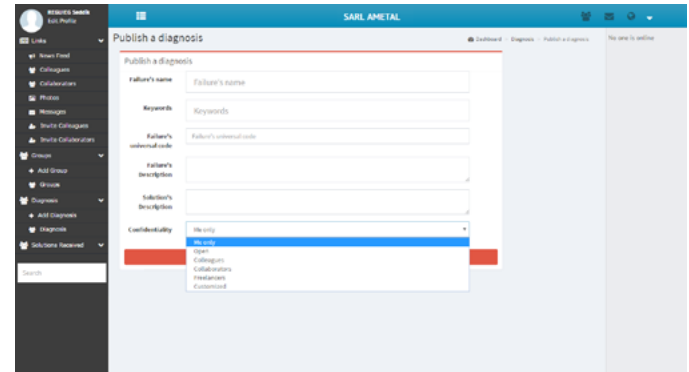 Edit Profile
SARL AMETAL
Links
News Feed
Colleagues
Collaborators
Photos
Messages
Invite Colleagues
Invite Collaborators
Groups
Add Group
Groups
Diagnosis
Add Diagnosis
Diagnosis
Solutions Received
Search
Publish a diagnosis
Dashboard
Diagnosis
Publish a diagnosis
No one is online
Publish a diagnosis
Failure's name
Failure's name
Keywords
Keywords
Failure's
universal code
Failure's universal code
Failure's
Description
Solution's
Description
Confidentiality
Me only
Me only
Open
Colleagues
Collaborators
Freelancers
Customized